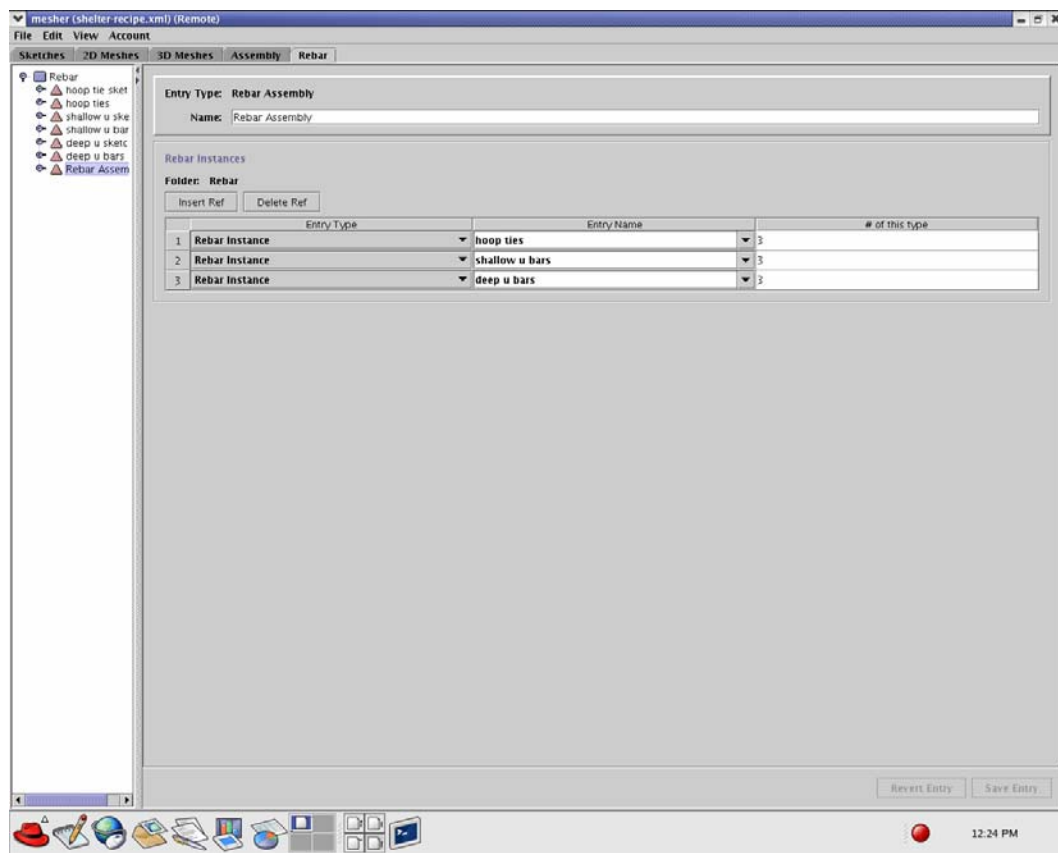 mesher (shelter-recipe.xml) (Remote)
File Edit View Account
Sketches 2D Meshes 3D Meshes Assembly Rebar
Rebar
hoop tie sket
hoop ties
shallow u ske
shallow u bar
deep u sketc
deep u bars
Rebar Assem
Entry Type: Rebar Assembly
Name: Rebar Assembly
Rebar Instances
Folder: Rebar
Insert Ref Delete Ref
Entry Type Entry Name # of this type
1 Rebar Instance hoop ties 3
2 Rebar Instance shallow u bars 3
3 Rebar Instance deep u bars 3
Revert Entry Save Entry
12:24 PM